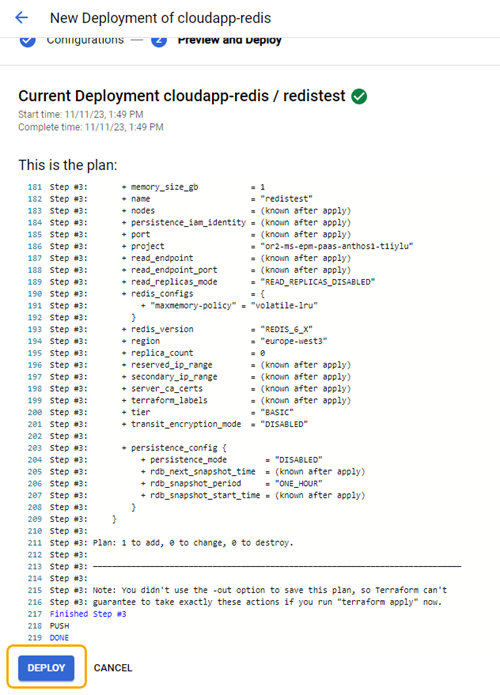 New Deployment of cloudapp-redis
Configurations — 2 Preview and Deploy
Current Deployment cloudapp-redis / redistest
Start time: 11/11/23, 1:49 PM
Complete time: 11/11/23, 1:49 PM
This is the plan:
181 Step #3: + memory_size_gb = 1
182 Step #3: + name = "redistest"
183 Step #3: + nodes = (known after apply)
184 Step #3: + persistence_iam_identity = (known after apply)
185 Step #3: + port = (known after apply)
186 Step #3: + project = "or2-ms-epm-paas-anthos1-t1iylu"
187 Step #3: + read_endpoint = (known after apply)
188 Step #3: + read_endpoint_port = (known after apply)
189 Step #3: + read_replicas_mode = "READ_REPLICAS_DISABLED"
190 Step #3: + redis_configs = {
191 Step #3: + "maxmemory-policy" = "volatile-lru"
192 Step #3: }
193 Step #3: + redis_version = "REDIS_6_X"
194 Step #3: + region = "europe-west3"
195 Step #3: + replica_count = 0
196 Step #3: + reserved_ip_range = (known after apply)
197 Step #3: + secondary_ip_range = (known after apply)
198 Step #3: + server_ca_certs = (known after apply)
199 Step #3: + terraform_labels = (known after apply)
200 Step #3: + tier = "BASIC"
201 Step #3: + transit_encryption_mode = "DISABLED"
202 Step #3:
203 Step #3: + persistence_config {
204 Step #3: + persistence_mode = "DISABLED"
205 Step #3: + rdb_next_snapshot_time = (known after apply)
206 Step #3: + rdb_snapshot_period = "ONE_HOUR"
207 Step #3: + rdb_snapshot_start_time = (known after apply)
208 Step #3: }
209 Step #3: }
210 Step #3:
211 Step #3: Plan: 1 to add, 0 to change, 0 to destroy.
212 Step #3:
213 Step #3: ─────────────────────────────────────────────────────────────────────────────
214 Step #3:
215 Step #3: Note: You didn't use the -out option to save this plan, so Terraform can't
216 Step #3: guarantee to take exactly these actions if you run "terraform apply" now.
217 Finished Step #3
218 PUSH
219 DONE
DEPLOY CANCEL